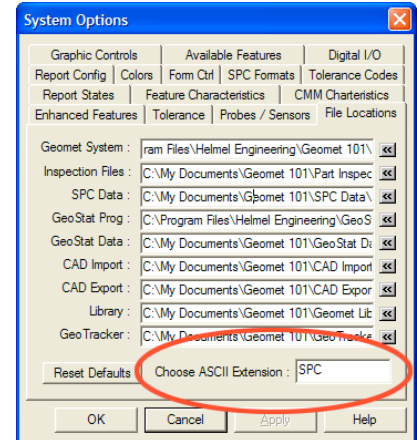 System Options
Graphic Controls Available Features Digital I/O
Report Config Colors Form Ctrl SPC Formats Tolerance Codes
Report States Feature Characteristics CMM Charteristics
Enhanced Features Tolerance Probes / Sensors File Locations
Geomet System : ram Files\Helmel Engineering\Geomet 101\ <<
Inspection Files : C:\My Documents\Geomet 101\Part Inspec <<
SPC Data : C:\My Documents\Geomet 101\SPC Data\ <<
GeoStat Prog : C:\Program Files\Helmel Engineering\GeoS <<
GeoStat Data : C:\My Documents\Geomet 101\GeoStat Da <<
CAD Import : C:\My Documents\Geomet 101\CAD Import <<
CAD Export : C:\My Documents\Geomet 101\CAD Expor <<
Library : C:\My Documents\Geomet 101\Geomet Lib <<
GeoTracker : C:\My Documents\Geomet 101\GeoTracke <<
Reset Defaults Choose ASCII Extension : SPC
OK Cancel Apply Help